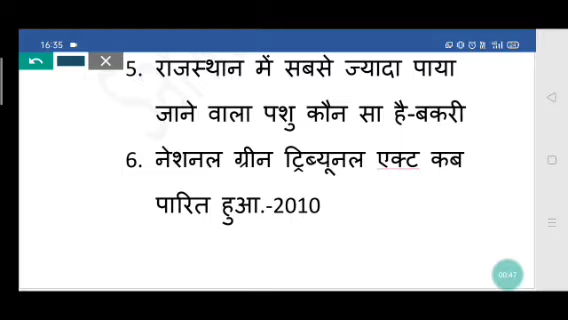 16:35
5. राजस्थान में सबसे ज्यादा पाया
जाने वाला पशु कौन सा है-बकरी
6. नेशनल ग्रीन ट्रिब्यूनल एक्ट कब
पारित हुआ.-2010
00:47